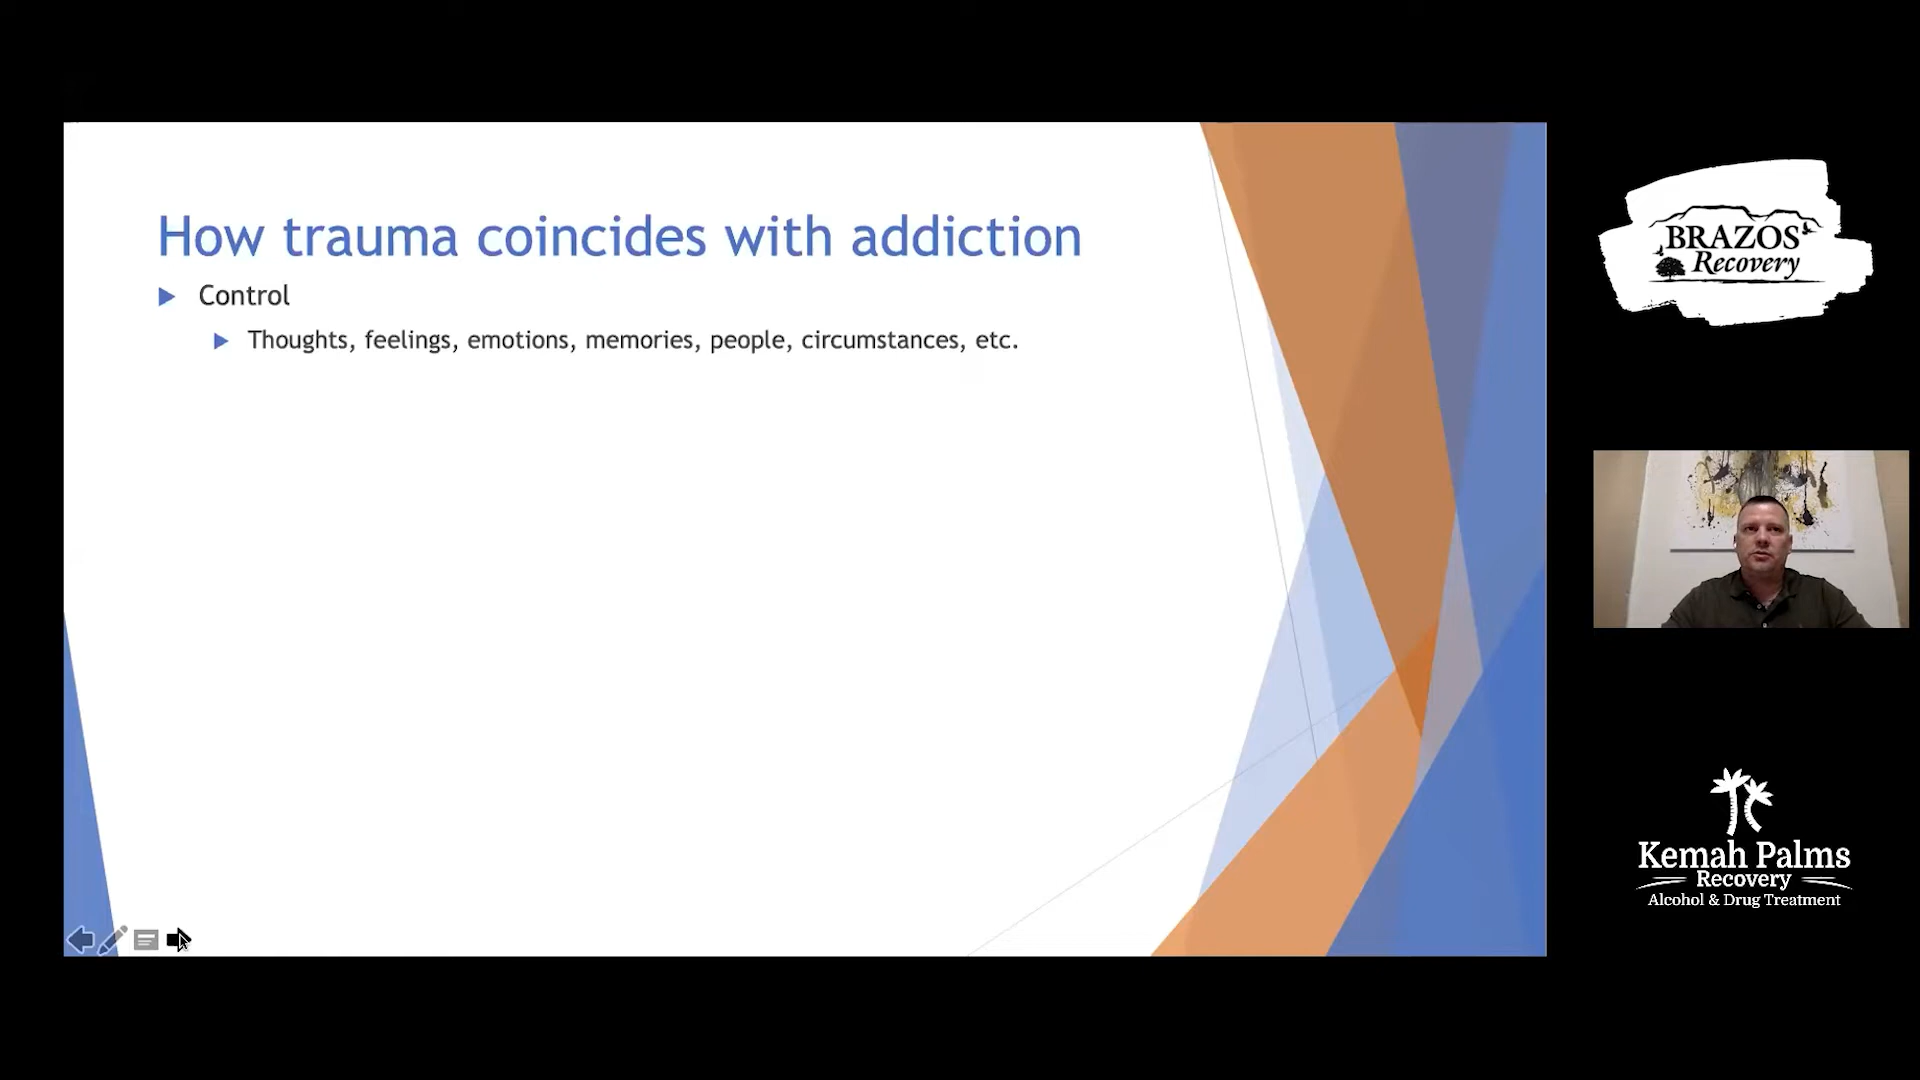 How trauma coincides with addiction
Control
Thoughts, feelings, emotions, memories, people, circumstances, etc.
BRAZOS
Recovery
Kemah Palms
Recovery
Alcohol & Drug Treatment